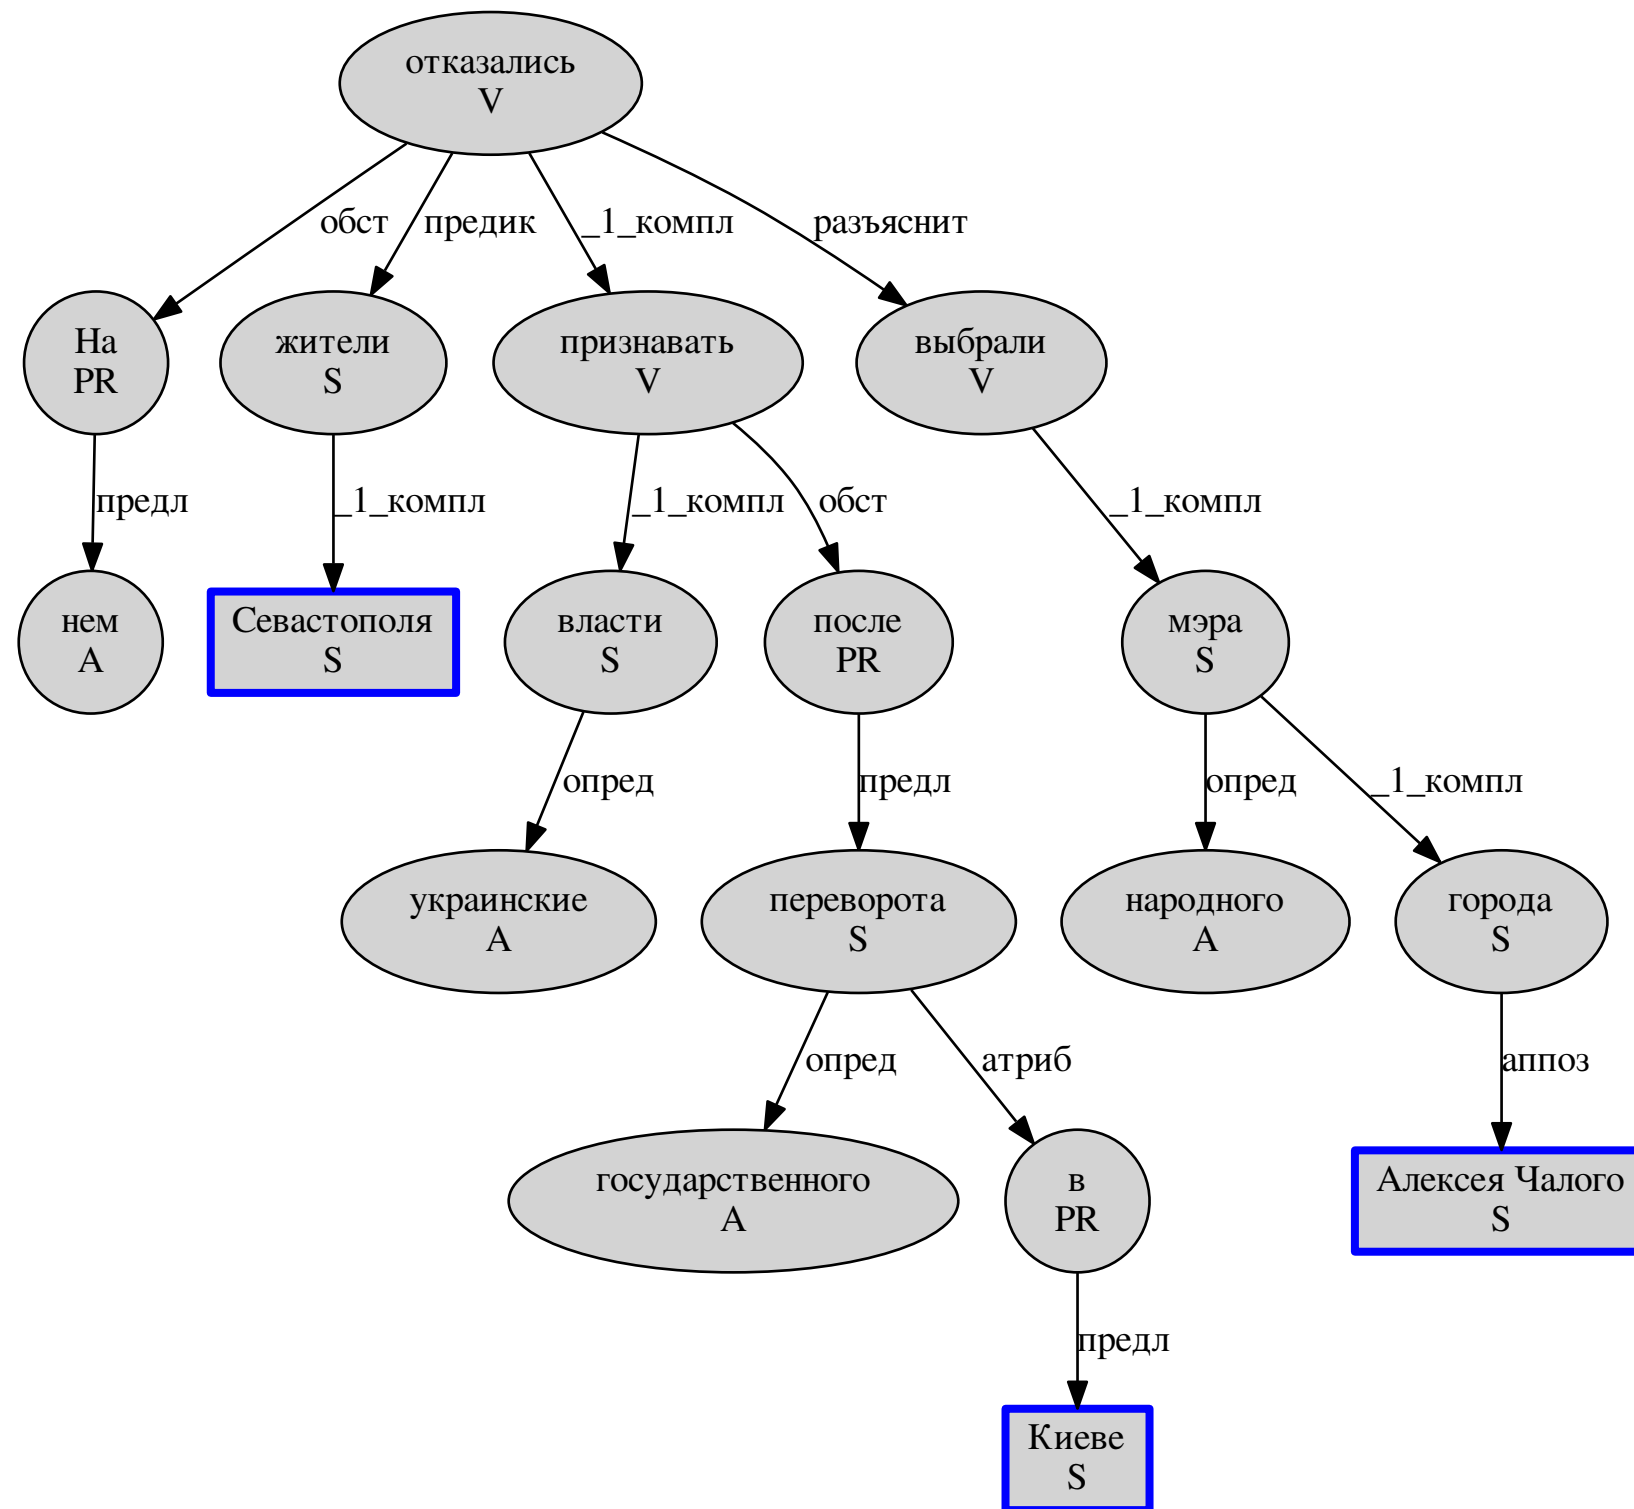 отказались
V
обст
предик
_1_компл
разъяснит
На
PR
жители
S
признавать
V
выбрали
V
предл
_1_компл
_1_компл
обст
_1_компл
нем
A
Севастополя
S
власти
S
после
PR
мэра
S
опред
предл
опред
_1_компл
украинские
A
переворота
S
народного
A
города
S
опред
атриб
аппоз
государственного
A
в
PR
Алексея Чалого
S
предл
Киеве
S